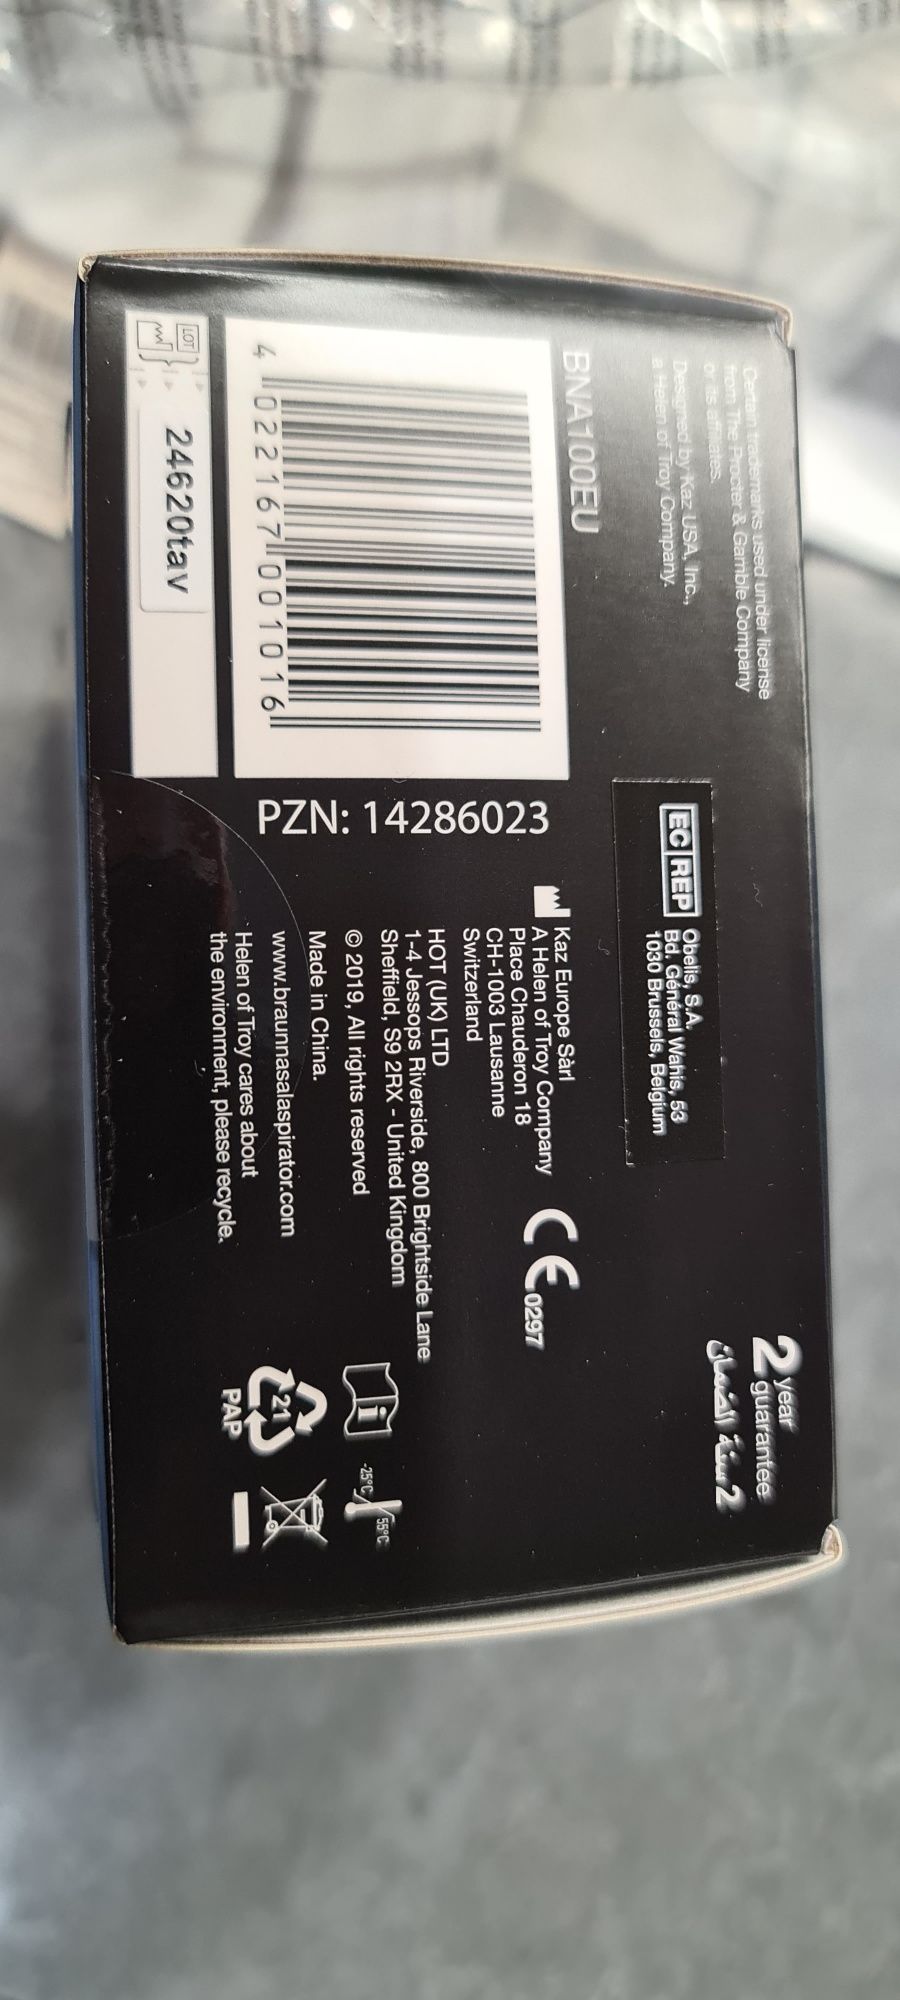 Certain trademarks used under license
from The Procter & Gamble Company
or its affiliates.
Designed by Kaz USA, Inc.,
a Helen of Troy Company.
BNA100EU
4 022167 001016
LOT
24620tav
PZN: 14286023
EC REP
Obelis, S.A.
Bd. Général Wahis, 53
1030 Brussels, Belgium
Kaz Europe Sàrl
A Helen of Troy Company
Place Chauderon 18
CH-1003 Lausanne
Switzerland
HOT (UK) LTD
1-4 Jessops Riverside, 800 Brightside Lane
Sheffield, S9 2RX - United Kingdom
© 2019, All rights reserved
Made in China.
www.braunnasalaspirator.com
Helen of Troy cares about
the environment, please recycle.
CE 0297
2 year
guarantee
2 سنة الضمان
i
-25°C
55°C
21
PAP